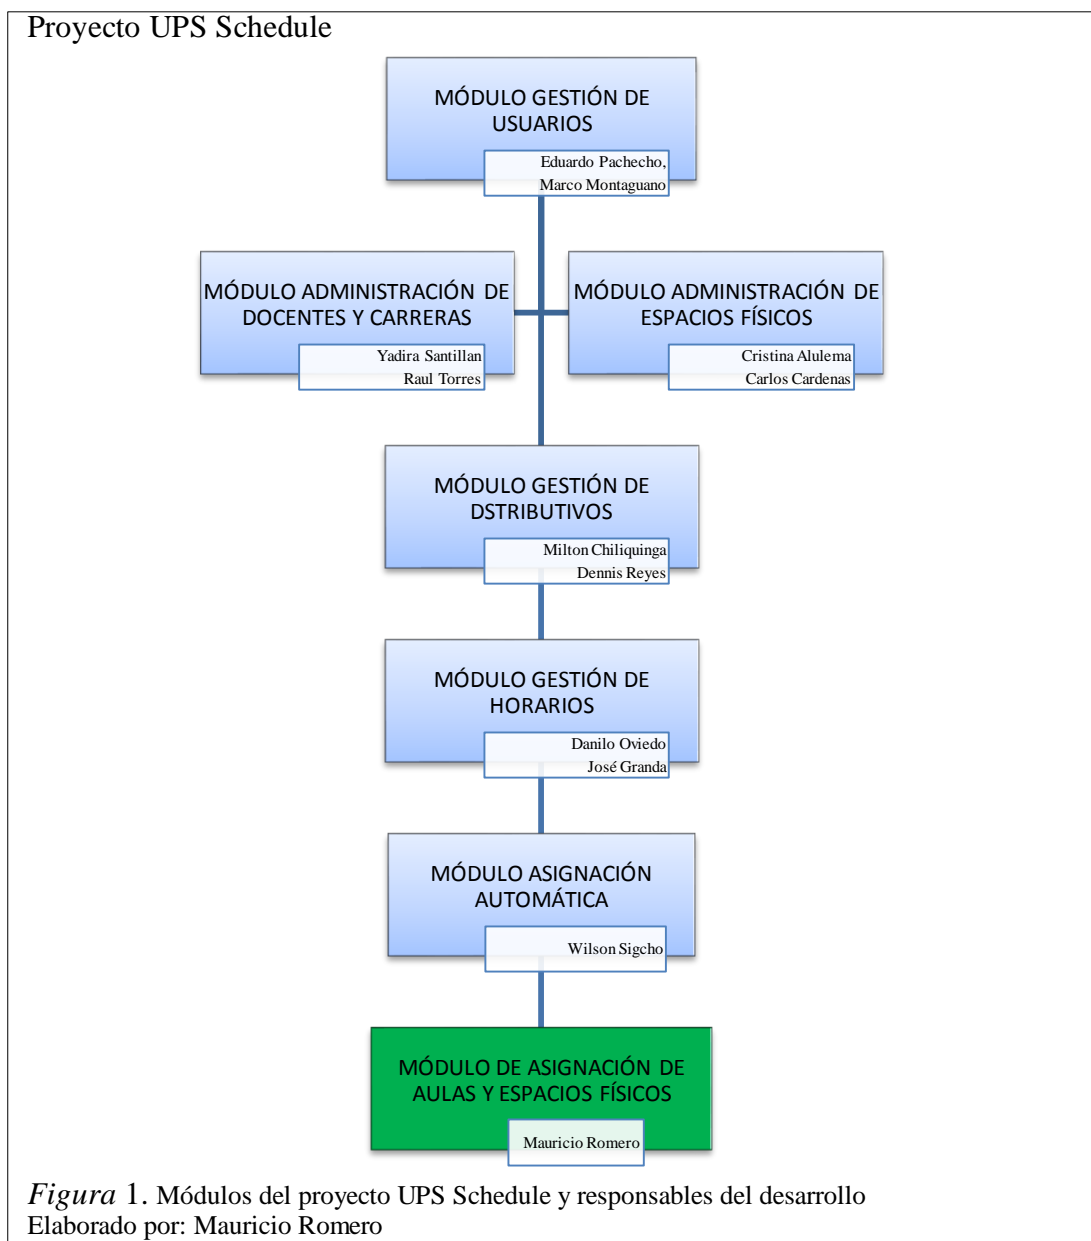 Proyecto UPS Schedule
MÓDULO GESTIÓN DE
USUARIOS
Eduardo Pachecho,
Marco Montaguano
MÓDULO ADMINISTRACIÓN DE
DOCENTES Y CARRERAS
Yadira Santillan
Raul Torres
MÓDULO ADMINISTRACIÓN DE
ESPACIOS FÍSICOS
Cristina Alulema
Carlos Cardenas
MÓDULO GESTIÓN DE
DSTRIBUTIVOS
Milton Chiliquinga
Dennis Reyes
MÓDULO GESTIÓN DE
HORARIOS
Danilo Oviedo
José Granda
MÓDULO ASIGNACIÓN
AUTOMÁTICA
Wilson Sigcho
MÓDULO DE ASIGNACIÓN DE
AULAS Y ESPACIOS FÍSICOS
Mauricio Romero
Figura 1. Módulos del proyecto UPS Schedule y responsables del desarrollo
Elaborado por: Mauricio Romero